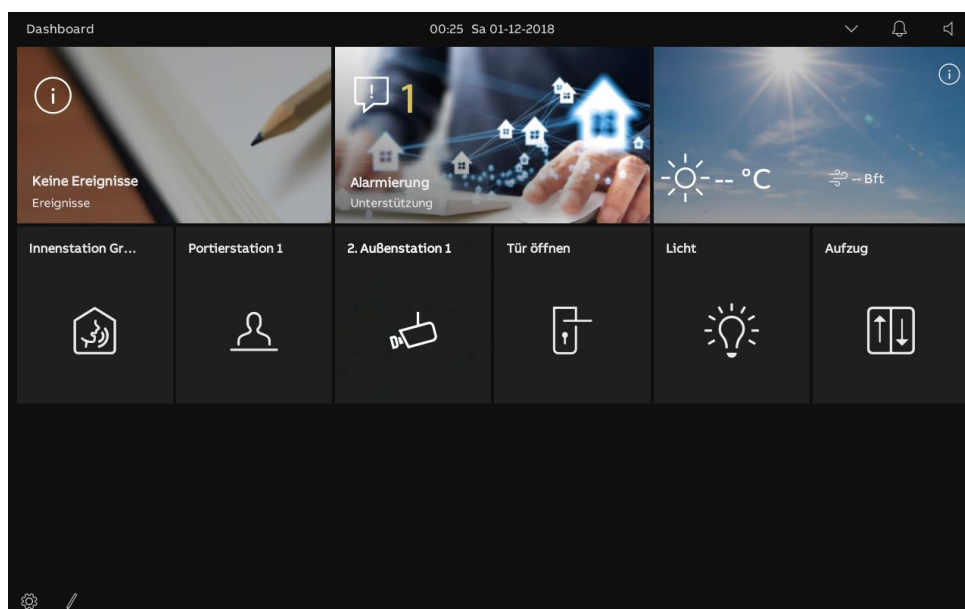 Dashboard
00:25 Sa 01-12-2018
1
Keine Ereignisse
Ereignisse
Alarmierung
Unterstützung
-- °C
-- Bft
Innenstation Gr...
Portierstation 1
2. Außenstation 1
Tür öffnen
Licht
Aufzug